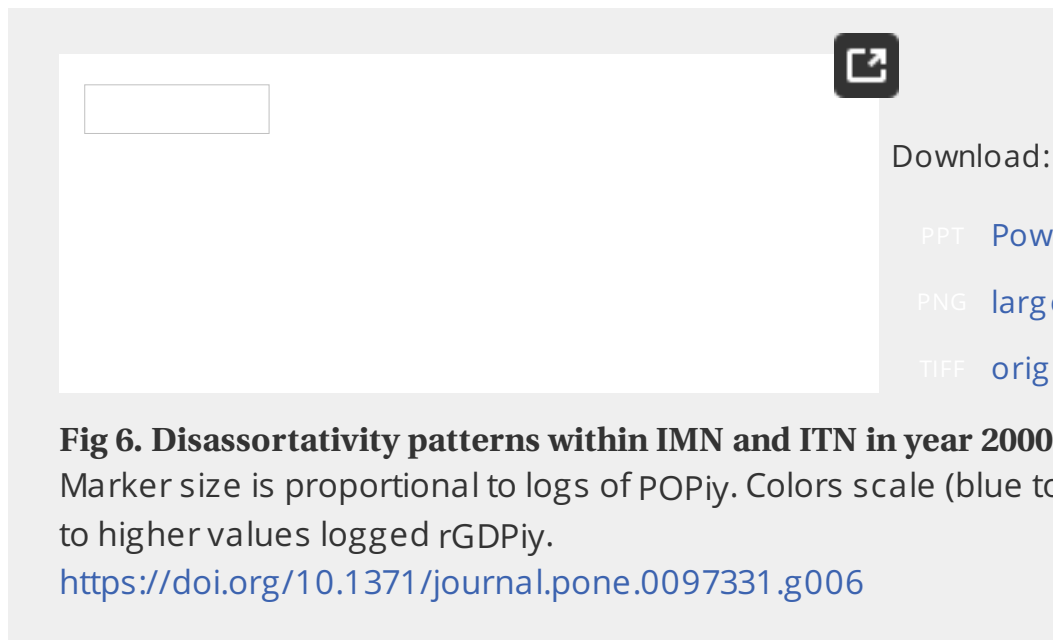 Download:
PPT Pow
PNG larg
TIFF orig
Fig 6. Disassortativity patterns within IMN and ITN in year 2000
Marker size is proportional to logs of POPiy. Colors scale (blue to
to higher values logged rGDPiy.
https://doi.org/10.1371/journal.pone.0097331.g006